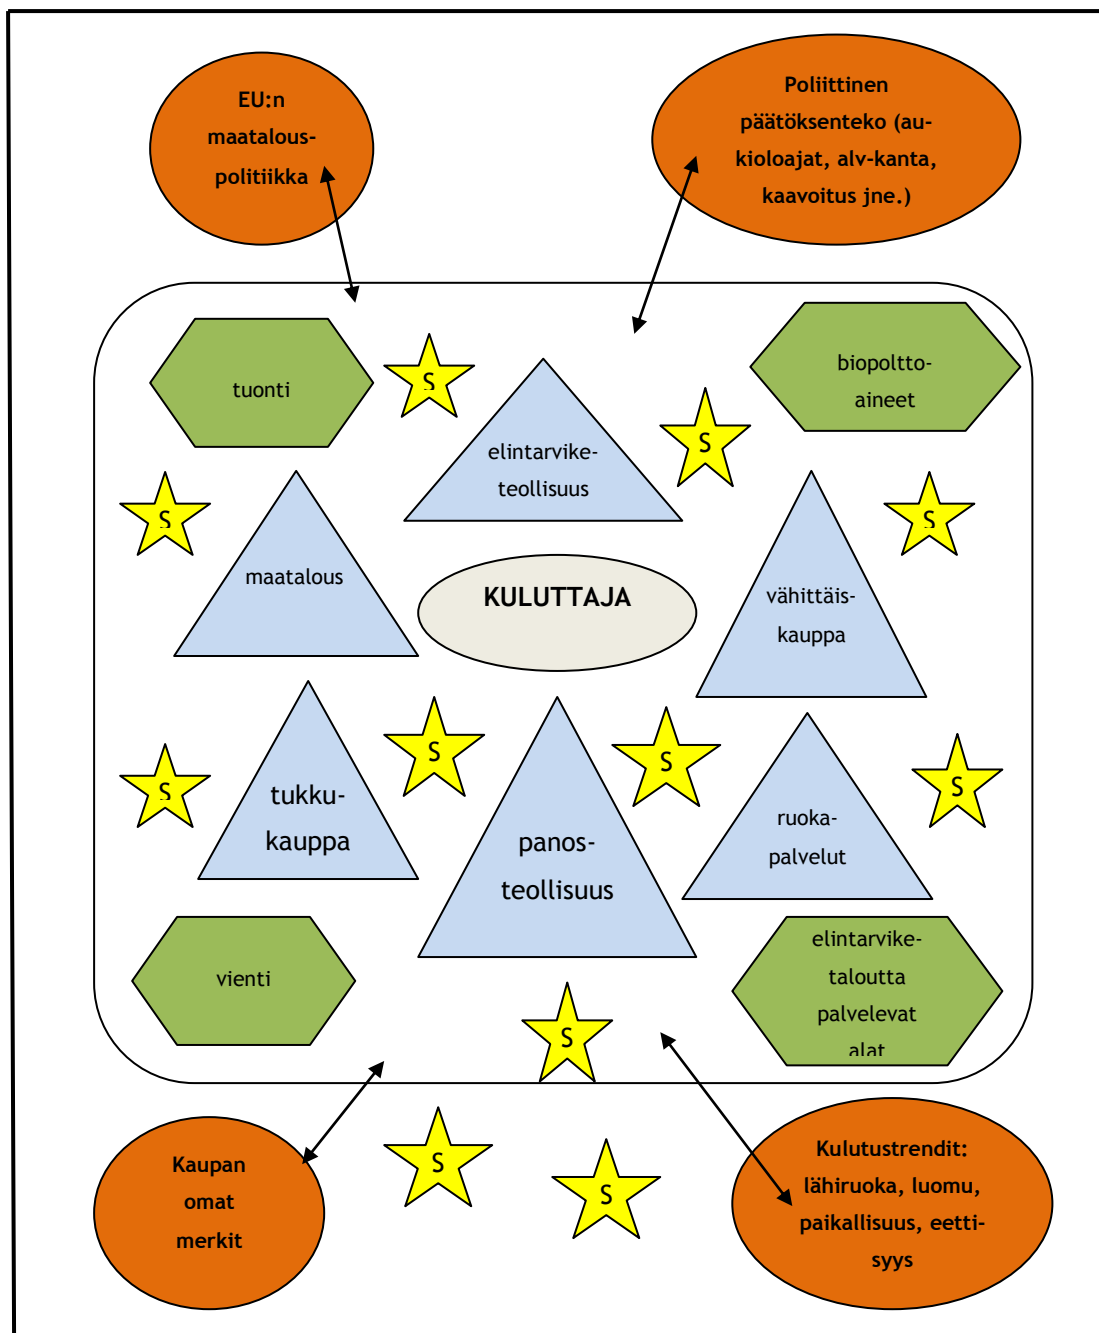 EU:n
maatalous-
politiikka
Poliittinen
päätöksenteko (au-
kioloajat, alv-kanta,
kaavoitus jne.)
tuonti
S
biopoltto-
aineet
elintarvike-
teollisuus
S
S
S
maatalous
KULUTTAJA
vähittäis-
kauppa
S
tukku-
kauppa
S
panos-
teollisuus
S
ruoka-
palvelut
S
vienti
elintarvike-
taloutta
palvelevat
alat
S
Kaupan
omat
merkit
S
S
Kulutustrendit:
lähiruoka, luomu,
paikallisuus, eetti-
syys